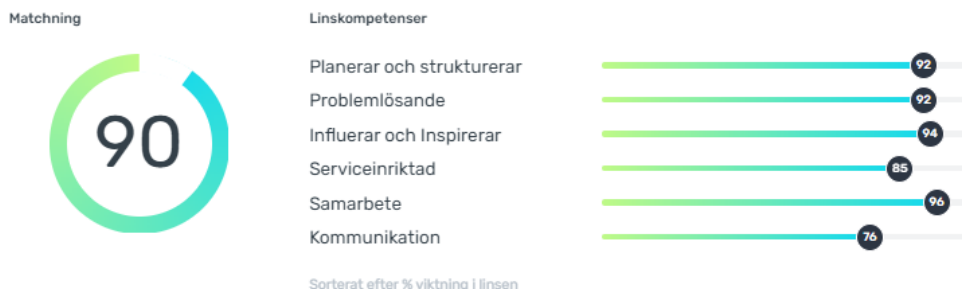 Matchning
90
Linskompetenser
Planerar och strukturerar 92
Problemlösande 92
Influerar och Inspirerar 94
Serviceinriktad 85
Samarbete 96
Kommunikation 76
Sorterat efter % viktning i linsen